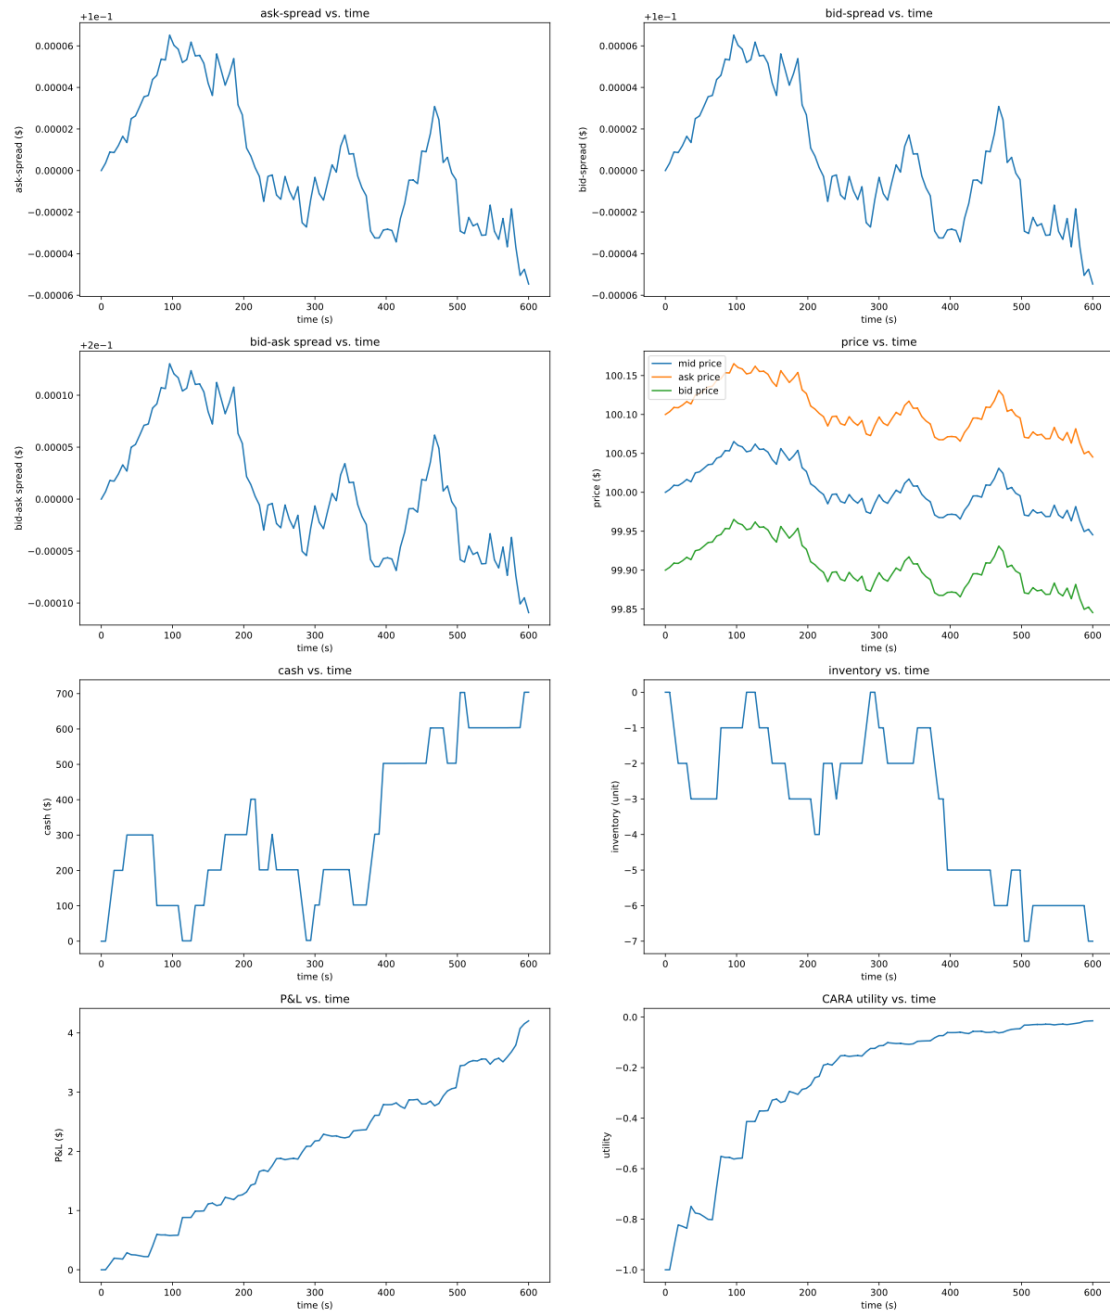 ask-spread vs. time
+1e-1
0.00006
0.00004
0.00002
0.00000
−0.00002
−0.00004
−0.00006
ask-spread ($)
0 100 200 300 400 500 600
time (s)
bid-spread vs. time
+1e-1
0.00006
0.00004
0.00002
0.00000
−0.00002
−0.00004
−0.00006
bid-spread ($)
0 100 200 300 400 500 600
time (s)
bid-ask spread vs. time
+2e-1
0.00010
0.00005
0.00000
−0.00005
−0.00010
bid-ask spread ($)
0 100 200 300 400 500 600
time (s)
price vs. time
mid price
ask price
bid price
100.15
100.10
100.05
100.00
99.95
99.90
99.85
price ($)
0 100 200 300 400 500 600
time (s)
cash vs. time
700
600
500
400
300
200
100
0
cash ($)
0 100 200 300 400 500 600
time (s)
inventory vs. time
0
−1
−2
−3
−4
−5
−6
−7
inventory (unit)
0 100 200 300 400 500 600
time (s)
P&L vs. time
4
3
2
1
0
P&L ($)
0 100 200 300 400 500 600
time (s)
CARA utility vs. time
0.0
−0.2
−0.4
−0.6
−0.8
−1.0
utility
0 100 200 300 400 500 600
time (s)